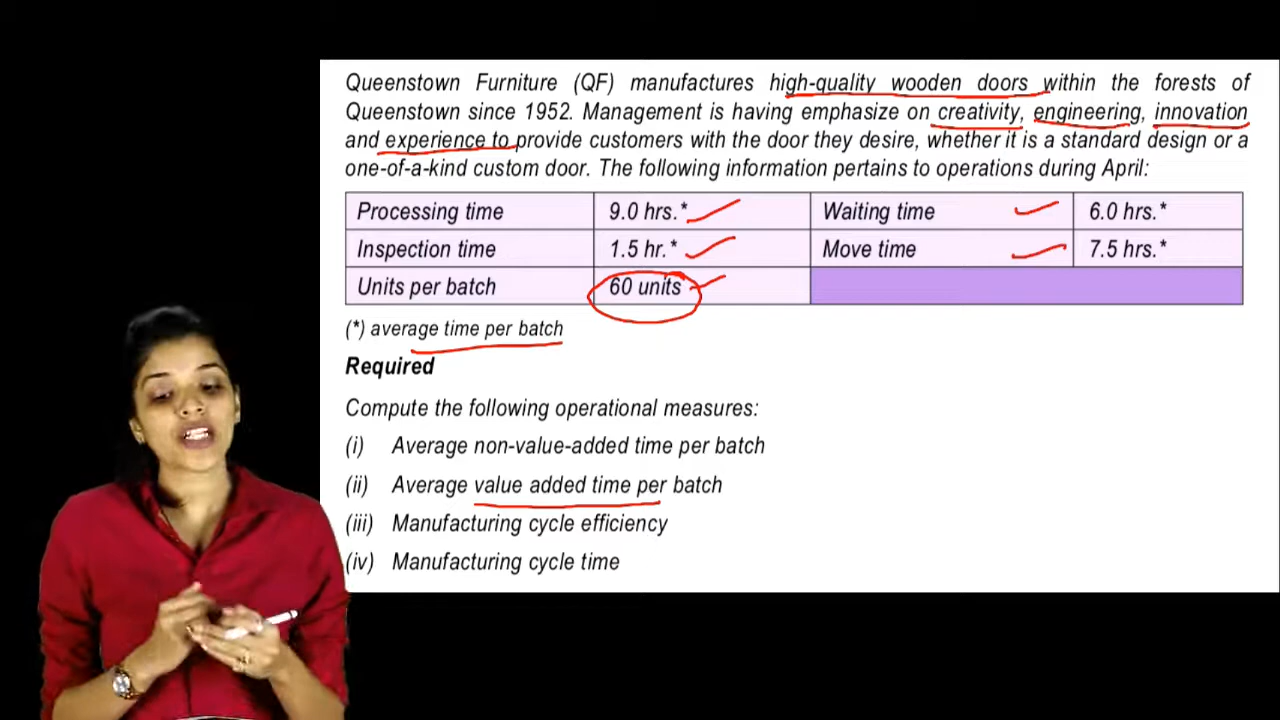 Queenstown Furniture (QF) manufactures high-quality wooden doors within the forests of
Queenstown since 1952. Management is having emphasize on creativity, engineering, innovation
and experience to provide customers with the door they desire, whether it is a standard design or a
one-of-a-kind custom door. The following information pertains to operations during April:
Processing time 9.0 hrs.* Waiting time 6.0 hrs.*
Inspection time 1.5 hr.* Move time 7.5 hrs.*
Units per batch 60 units
(*) average time per batch
Required
Compute the following operational measures:
(i) Average non-value-added time per batch
(ii) Average value added time per batch
(iii) Manufacturing cycle efficiency
(iv) Manufacturing cycle time